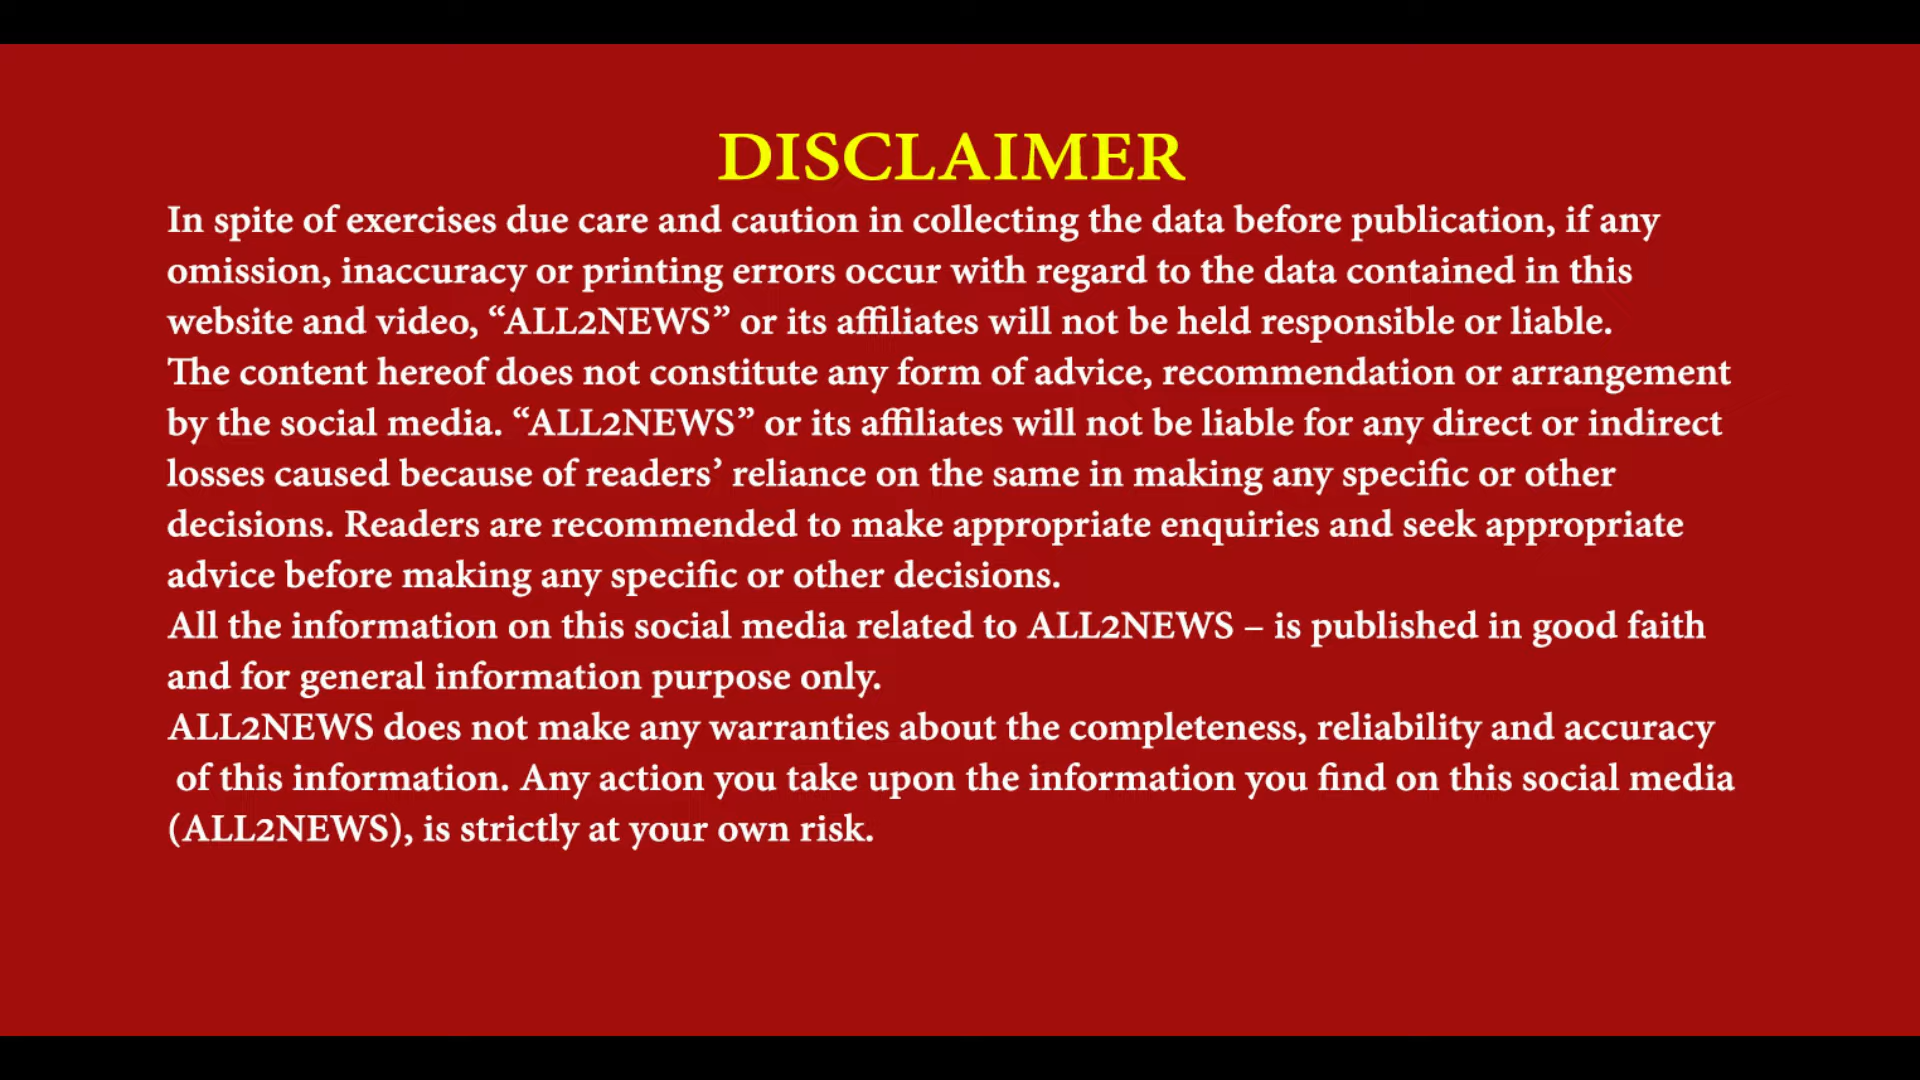 DISCLAIMER
In spite of exercises due care and caution in collecting the data before publication, if any
omission, inaccuracy or printing errors occur with regard to the data contained in this
website and video, “ALL2NEWS” or its affiliates will not be held responsible or liable.
The content hereof does not constitute any form of advice, recommendation or arrangement
by the social media. “ALL2NEWS” or its affiliates will not be liable for any direct or indirect
losses caused because of readers’ reliance on the same in making any specific or other
decisions. Readers are recommended to make appropriate enquiries and seek appropriate
advice before making any specific or other decisions.
All the information on this social media related to ALL2NEWS – is published in good faith
and for general information purpose only.
ALL2NEWS does not make any warranties about the completeness, reliability and accuracy
of this information. Any action you take upon the information you find on this social media
(ALL2NEWS), is strictly at your own risk.